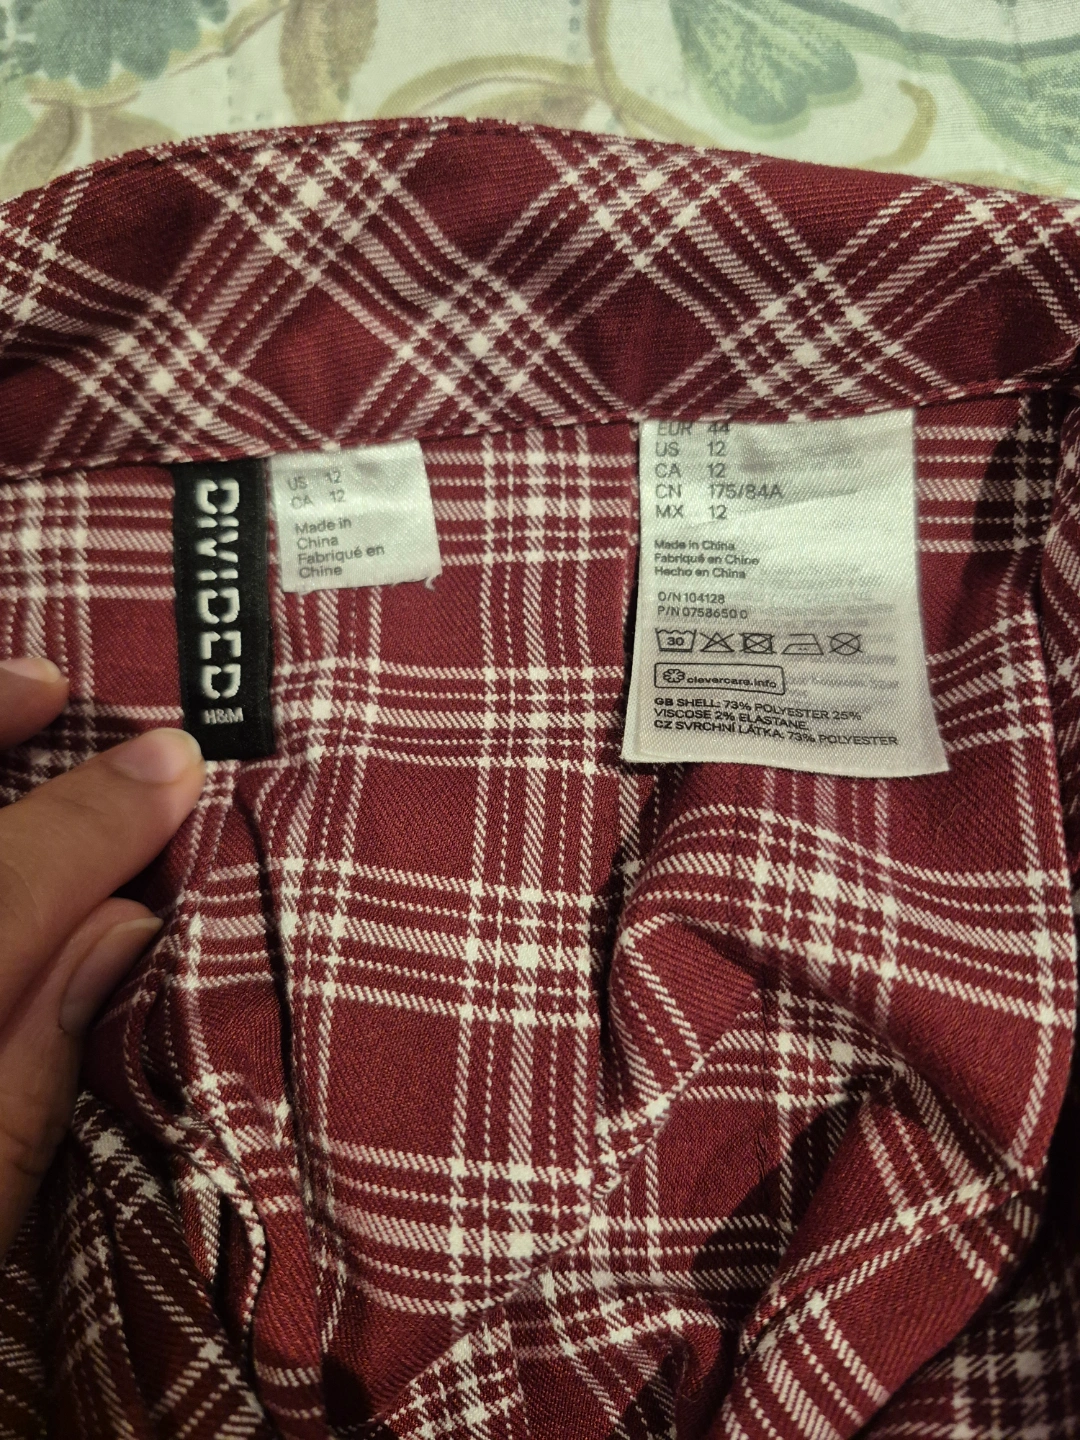 DIVIDED
H&M
US 12
CA 12
Made in
China
Fabriqué en
Chine
EUR 44
US 12
CA 12
CN 175/84A
MX 12
Made in China
Fabriqué en Chine
Hecho en China
O/N 104128
P/N 0758650 0
30
clevercare.info
GB SHELL: 73% POLYESTER 25%
VISCOSE 2% ELASTANE
CZ SVRCHNÍ LÁTKA: 73% POLYESTER